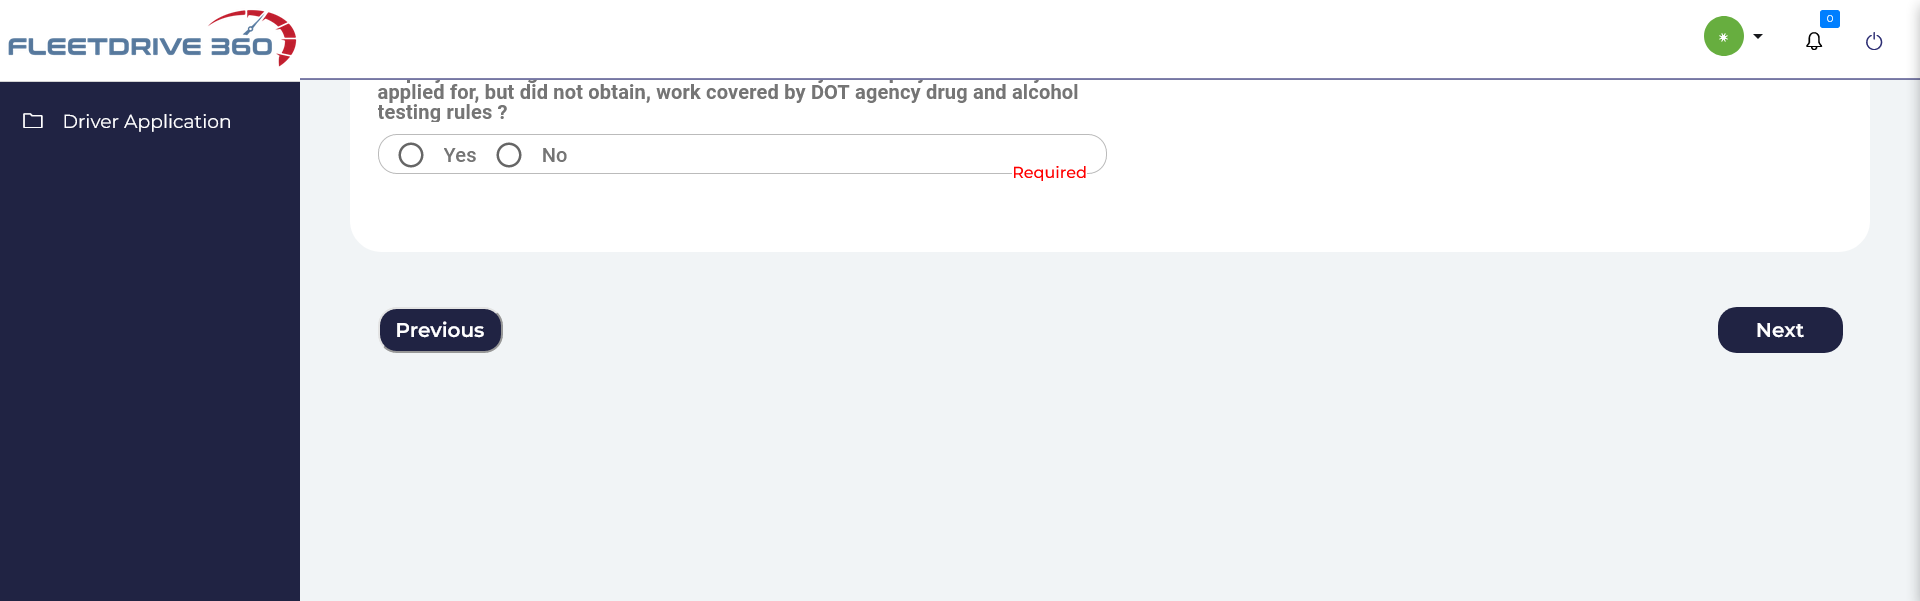 FLEETDRIVE 360
0
Driver Application
applied for, but did not obtain, work covered by DOT agency drug and alcohol
testing rules ?
Yes No
Required
Previous
Next